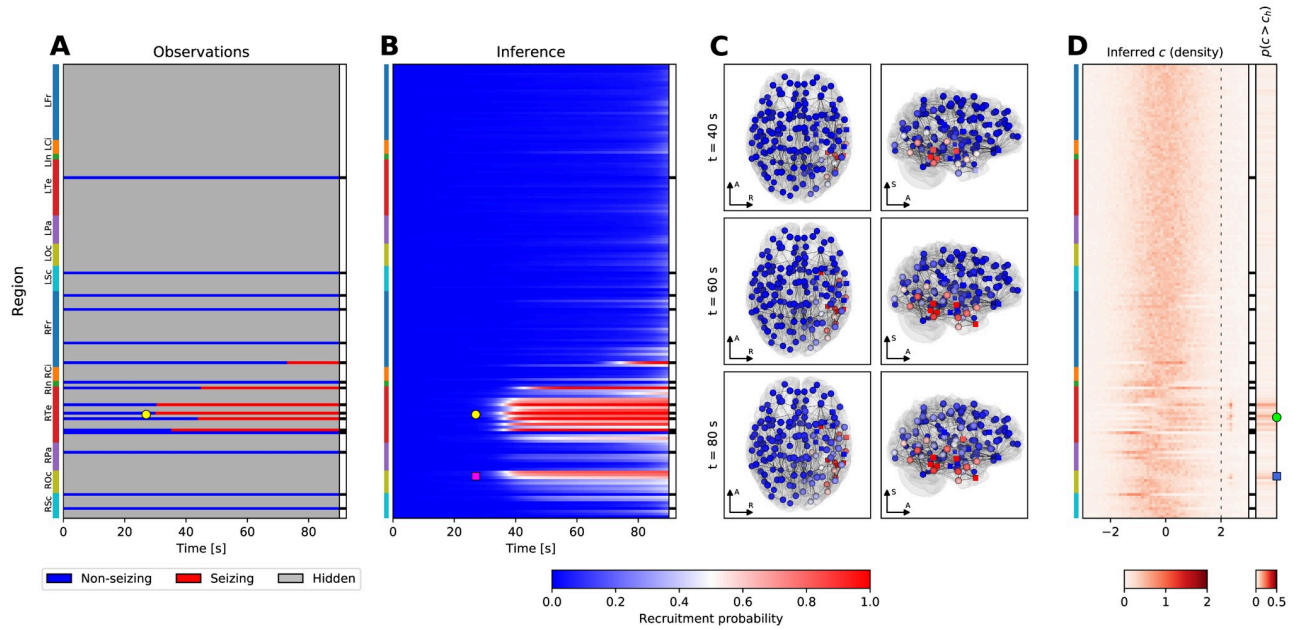 A
Observations
Region
LFr
LCi
LIn
LTe
LPa
LOc
LSc
RFr
RCi
RIn
RTe
RPa
ROc
RSc
0 20 40 60 80
Time [s]
Non-seizing Seizing Hidden
B
Inference
0 20 40 60 80
Time [s]
0.0 0.2 0.4 0.6 0.8 1.0
Recruitment probability
C
t = 40 s
A
R
S
A
t = 60 s
A
R
S
A
t = 80 s
A
R
S
A
D
Inferred c (density)
p(c > c_h)
−2 0 2
0 1 2
0 0.5